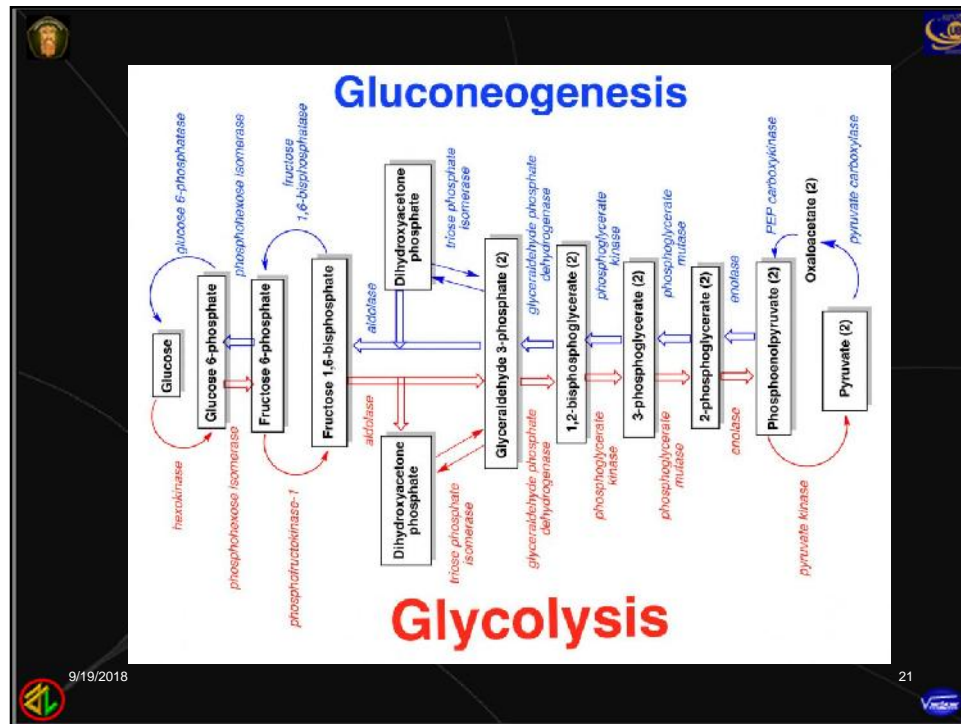 Gluconeogenesis
glucose 6-phosphatase
phosphohexose isomerase
fructose
1,6-bisphosphatase
aldolase
triose phosphate
isomerase
glyceraldehyde phosphate
dehydrogenase
phosphoglycerate
kinase
phosphoglycerate
mutase
enolase
PEP carboxykinase
Oxaloacetate (2)
pyruvate carboxylase
Dihydroxyacetone
phosphate
Glucose
Glucose 6-phosphate
Fructose 6-phosphate
Fructose 1,6-bisphosphate
Glyceraldehyde 3-phosphate (2)
1,2-bisphosphoglycerate (2)
3-phosphoglycerate (2)
2-phosphoglycerate (2)
Phosphoenolpyruvate (2)
Pyruvate (2)
Dihydroxyacetone
phosphate
hexokinase
phosphohexose isomerase
phosphofructokinase-1
aldolase
triose phosphate
isomerase
glyceraldehyde phosphate
dehydrogenase
phosphoglycerate
kinase
phosphoglycerate
mutase
enolase
pyruvate kinase
Glycolysis
9/19/2018
21